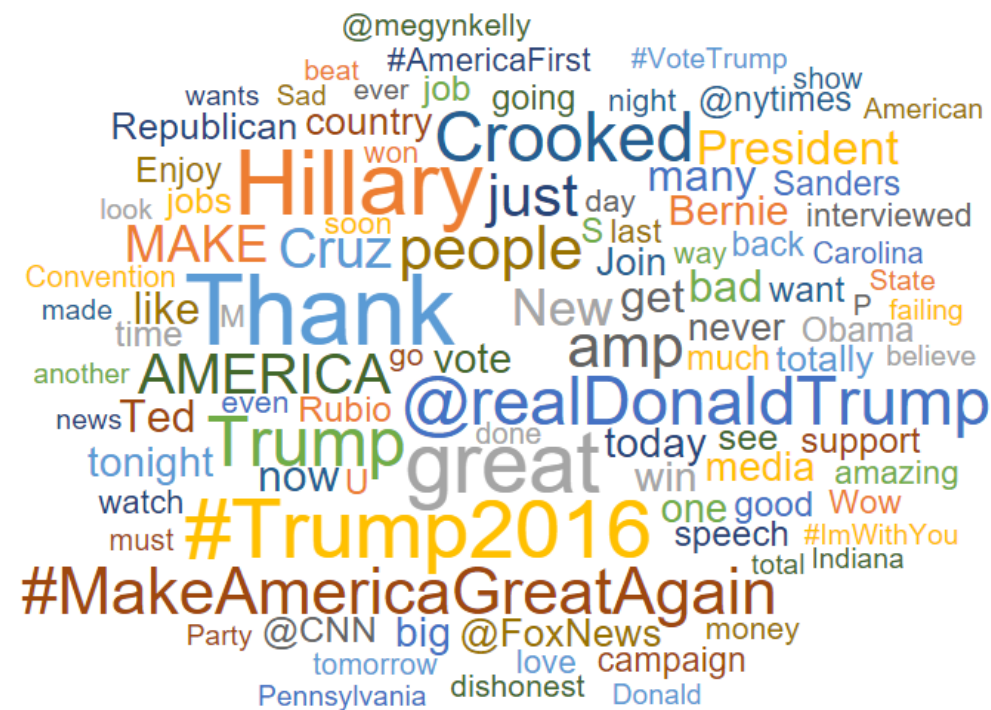 @megynkelly
#AmericaFirst #VoteTrump
beat show
wants Sad ever job going night @nytimes American
Republican country Crooked President
won
Enjoy Hillary just many Sanders
look jobs day Bernie interviewed
soon S last
MAKE Cruz people Join way back Carolina
Convention Thank New get bad want State
made like M P failing
time amp never Obama
another AMERICA go vote much totally believe
news Ted even Rubio @realDonaldTrump
Trump done today see support
tonight now U great win media amazing
watch #Trump2016 one good Wow
must speech #ImWithYou
total Indiana
#MakeAmericaGreatAgain
Party @CNN big @FoxNews money
tomorrow love campaign
Pennsylvania dishonest Donald